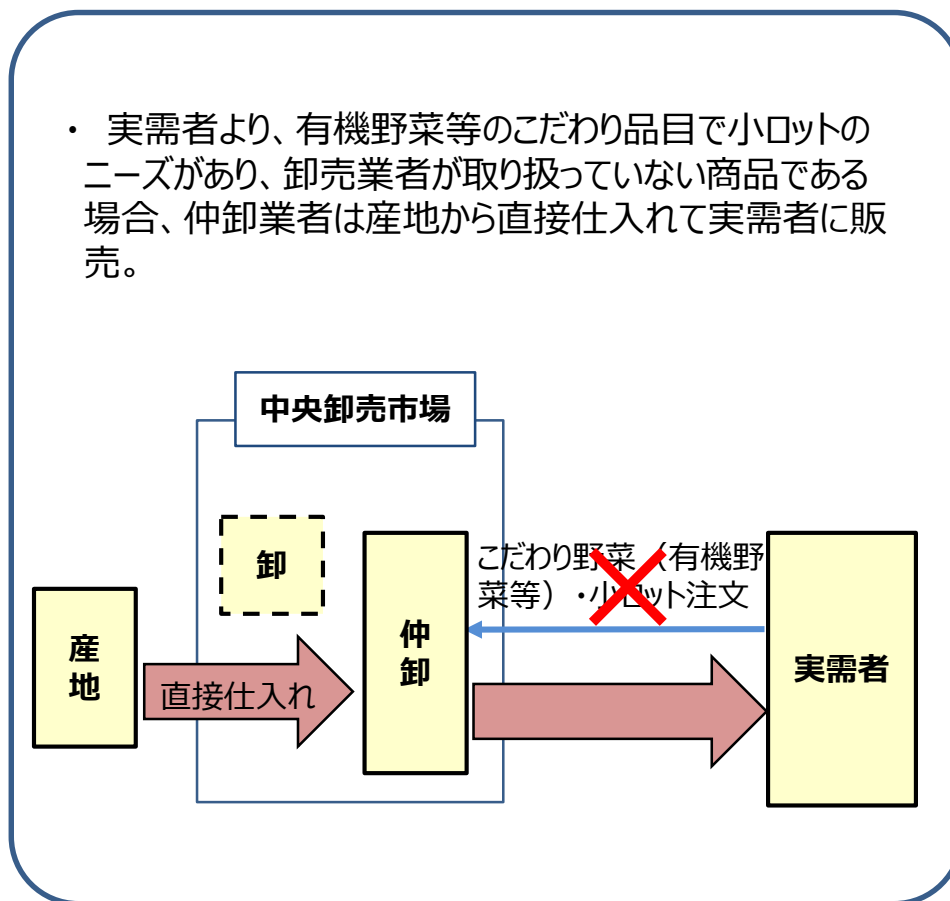 ・ 実需者より、有機野菜等のこだわり品目で小ロットの
ニーズがあり、卸売業者が取り扱っていない商品である
場合、仲卸業者は産地から直接仕入れて実需者に販
売。
中央卸売市場
卸
こだわり野菜（有機野
菜等）・小ロット注文
産地
直接仕入れ
仲卸
実需者